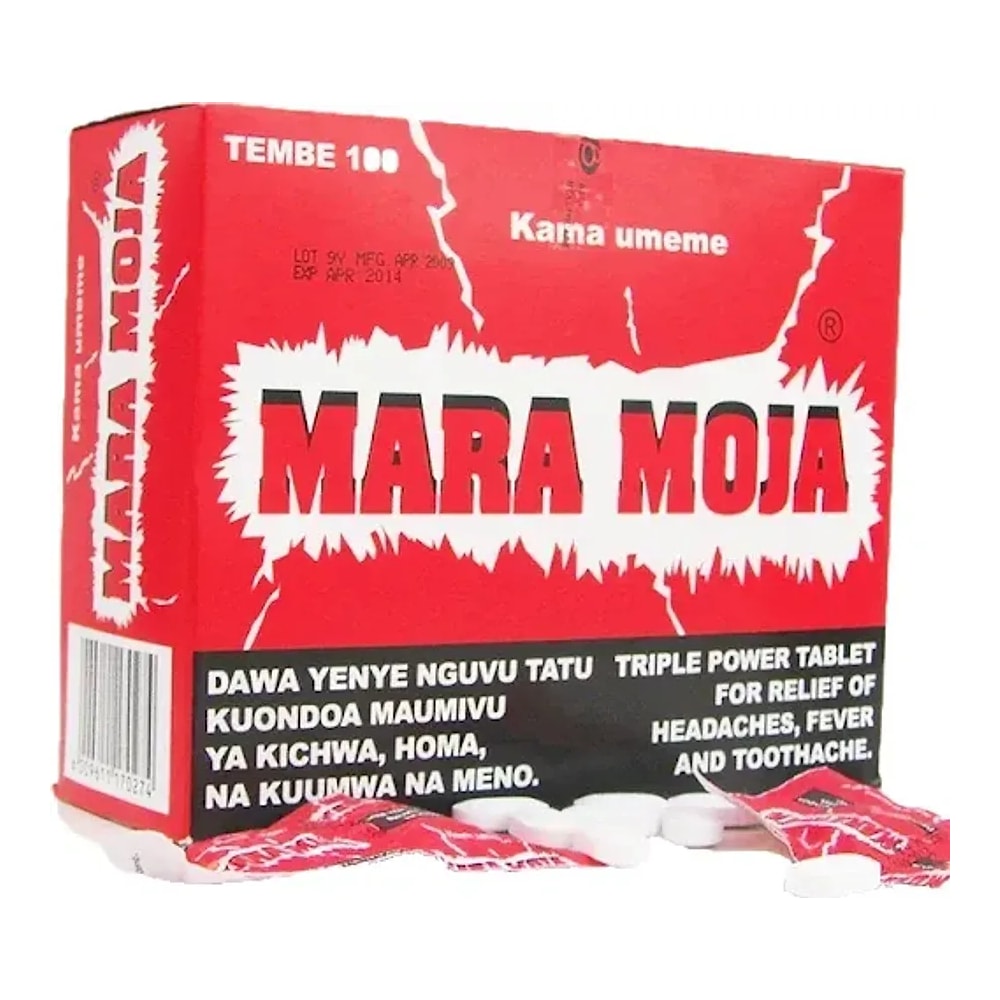 TEMBE 100
Kama umeme
LOT 9V MFG. APR 2009
EXP APR 2014
®
MARA MOJA
DAWA YENYE NGUVU TATU
KUONDOA MAUMIVU
YA KICHWA, HOMA,
NA KUUMWA NA MENO.
TRIPLE POWER TABLET
FOR RELIEF OF
HEADACHES, FEVER
AND TOOTHACHE.
Kama umeme
MARA MOJA